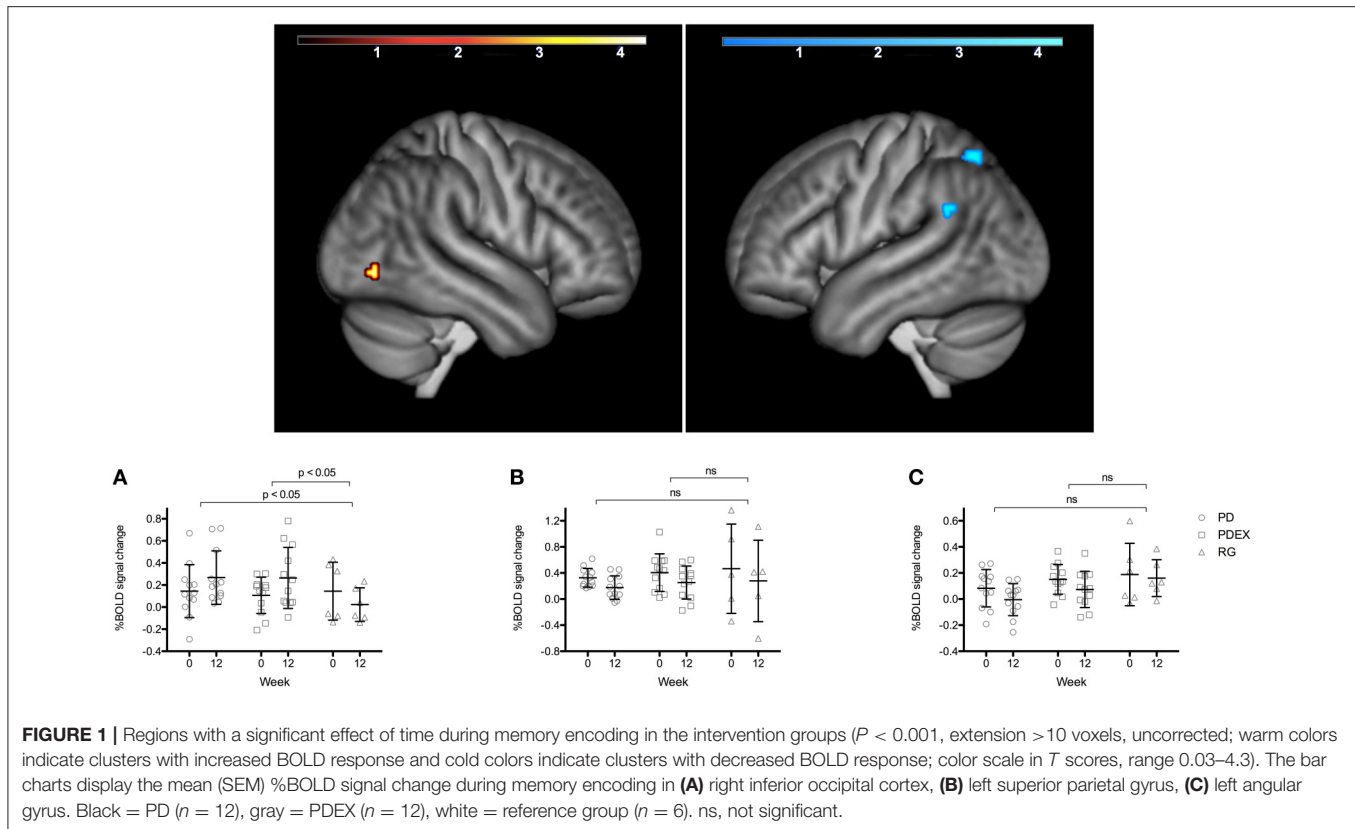 1 2 3 4
1 2 3 4
A
p < 0.05
p < 0.05
%BOLD signal change
0.8
0.6
0.4
0.2
0.0
-0.2
-0.4
0 12 0 12 0 12
Week
B
ns
ns
%BOLD signal change
1.2
0.8
0.4
0.0
-0.4
-0.8
0 12 0 12 0 12
Week
C
ns
ns
%BOLD signal change
0.6
0.4
0.2
0.0
-0.2
-0.4
0 12 0 12 0 12
Week
PD
PDEX
RG
FIGURE 1 | Regions with a significant effect of time during memory encoding in the intervention groups (P < 0.001, extension >10 voxels, uncorrected; warm colors
indicate clusters with increased BOLD response and cold colors indicate clusters with decreased BOLD response; color scale in T scores, range 0.03–4.3). The bar
charts display the mean (SEM) %BOLD signal change during memory encoding in (A) right inferior occipital cortex, (B) left superior parietal gyrus, (C) left angular
gyrus. Black = PD (n = 12), gray = PDEX (n = 12), white = reference group (n = 6). ns, not significant.